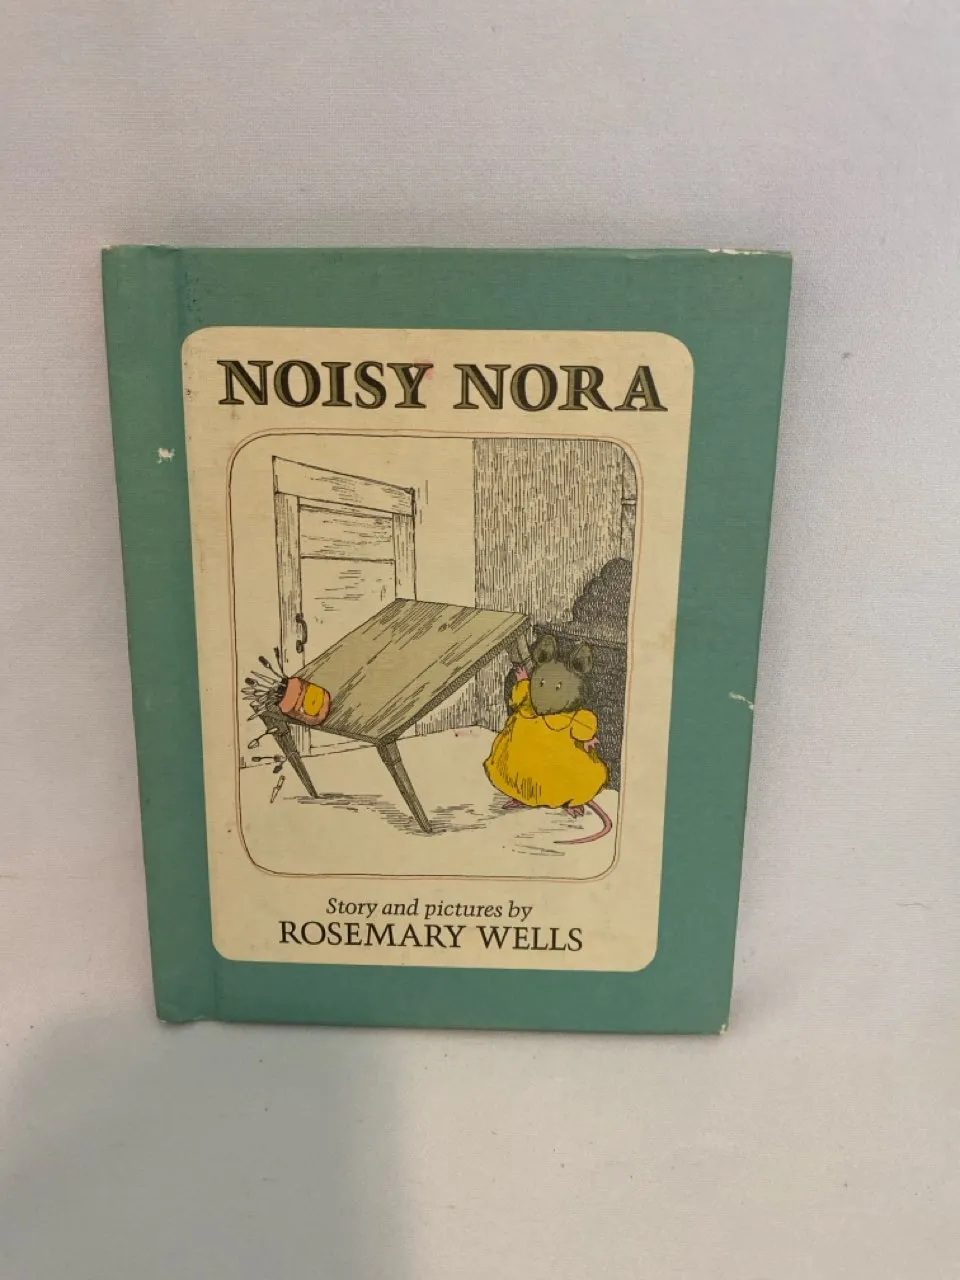 NOISY NORA
Story and pictures by
ROSEMARY WELLS